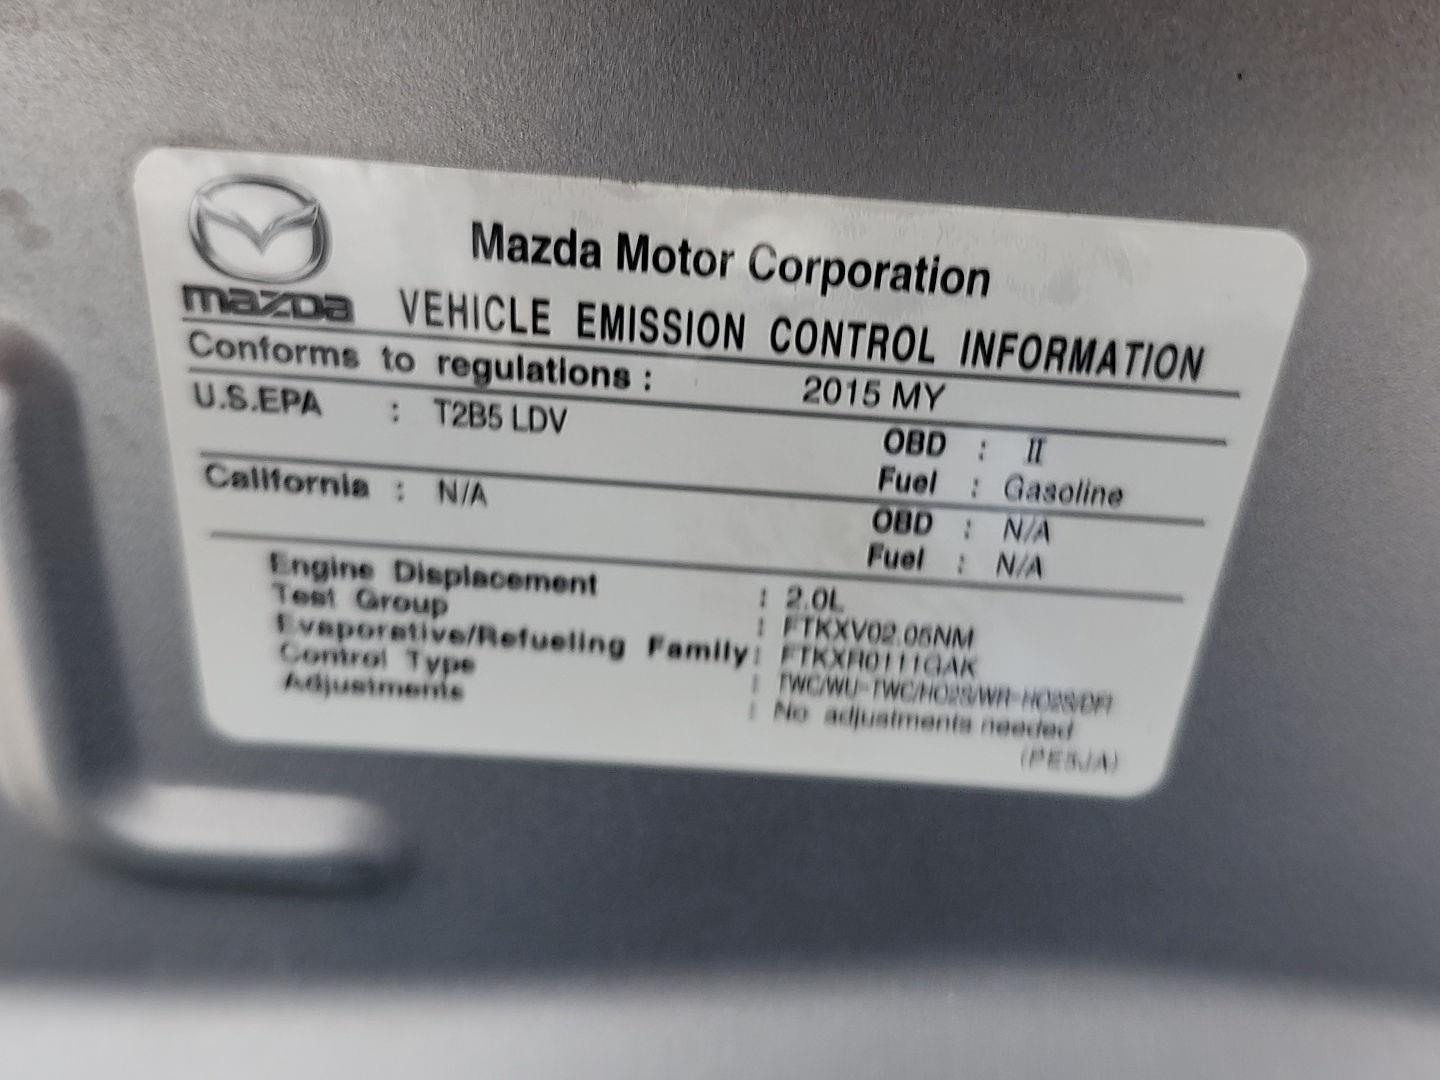 Mazda Motor Corporation
mazda VEHICLE EMISSION CONTROL INFORMATION
Conforms to regulations : 2015 MY
U.S.EPA : T2B5 LDV OBD : II
Fuel : Gasoline
California : N/A OBD : N/A
Fuel : N/A
Engine Displacement : 2.0L
Test Group : FTKXV02.05NM
Evaporative/Refueling Family : FTKXR0111GAK
Control Type : TWC/WU-TWC/HO2S/WR-HO2S/DFI
Adjustments : No adjustments needed
(PE5JA)